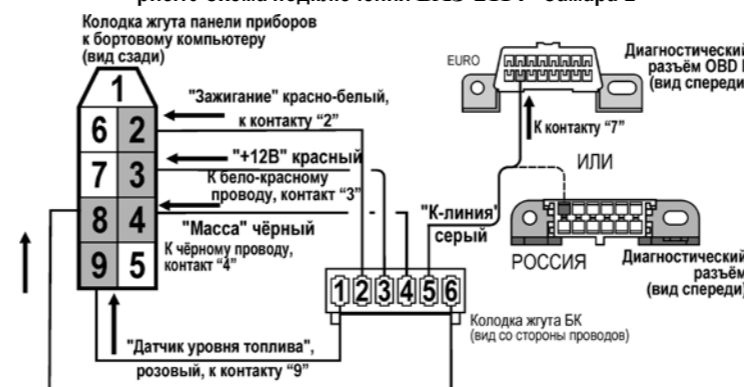 Колодка жгута панели приборов
к бортовому компьютеру
(вид сзади)
1
6 2
7 3
8 4
9 5
"Зажигание" красно-белый,
к контакту “2”
"+12В" красный
К бело-красному
проводу, контакт “3”
"Масса" чёрный
К чёрному проводу,
контакт “4”
"Датчик уровня топлива",
розовый, к контакту “9”
1 2 3 4 5 6
Колодка жгута БК
(вид со стороны проводов)
"К-линия"
серый
EURO
Диагностический
разъём OBD
(вид спереди)
К контакту “7”
ИЛИ
РОССИЯ
Диагностический
разъём
(вид спереди)